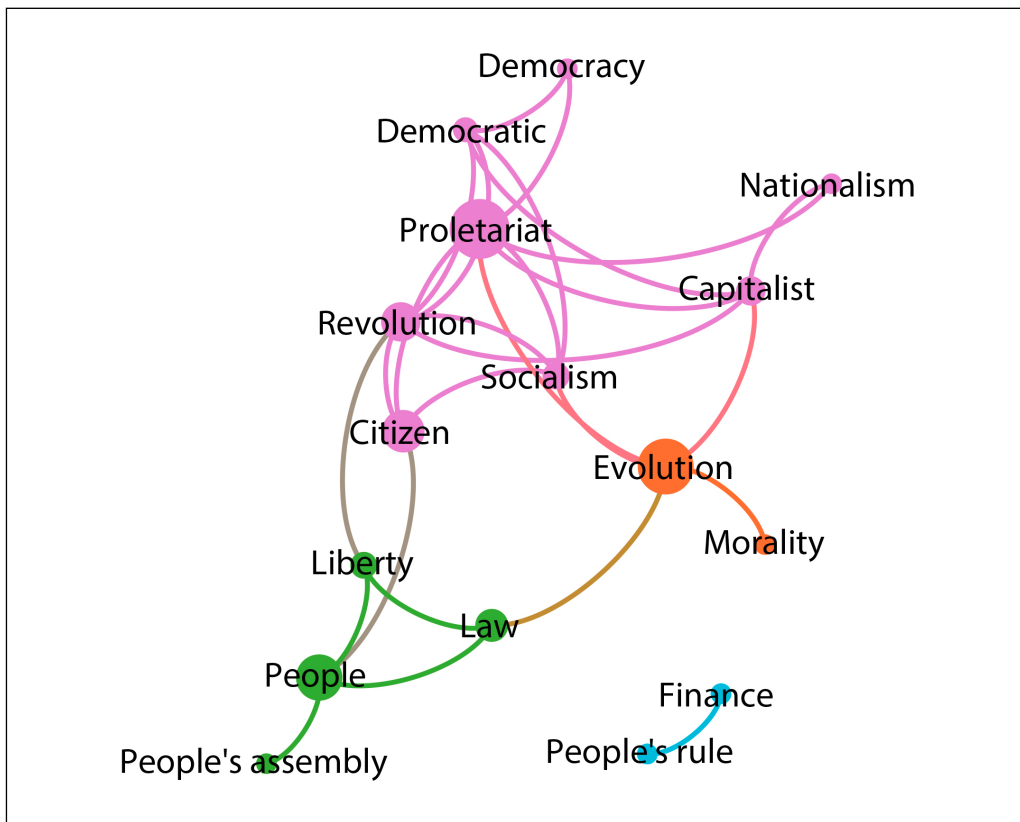 Democracy
Democratic
Nationalism
Proletariat
Capitalist
Revolution
Socialism
Citizen
Evolution
Morality
Liberty
Law
People
Finance
People's rule
People's assembly